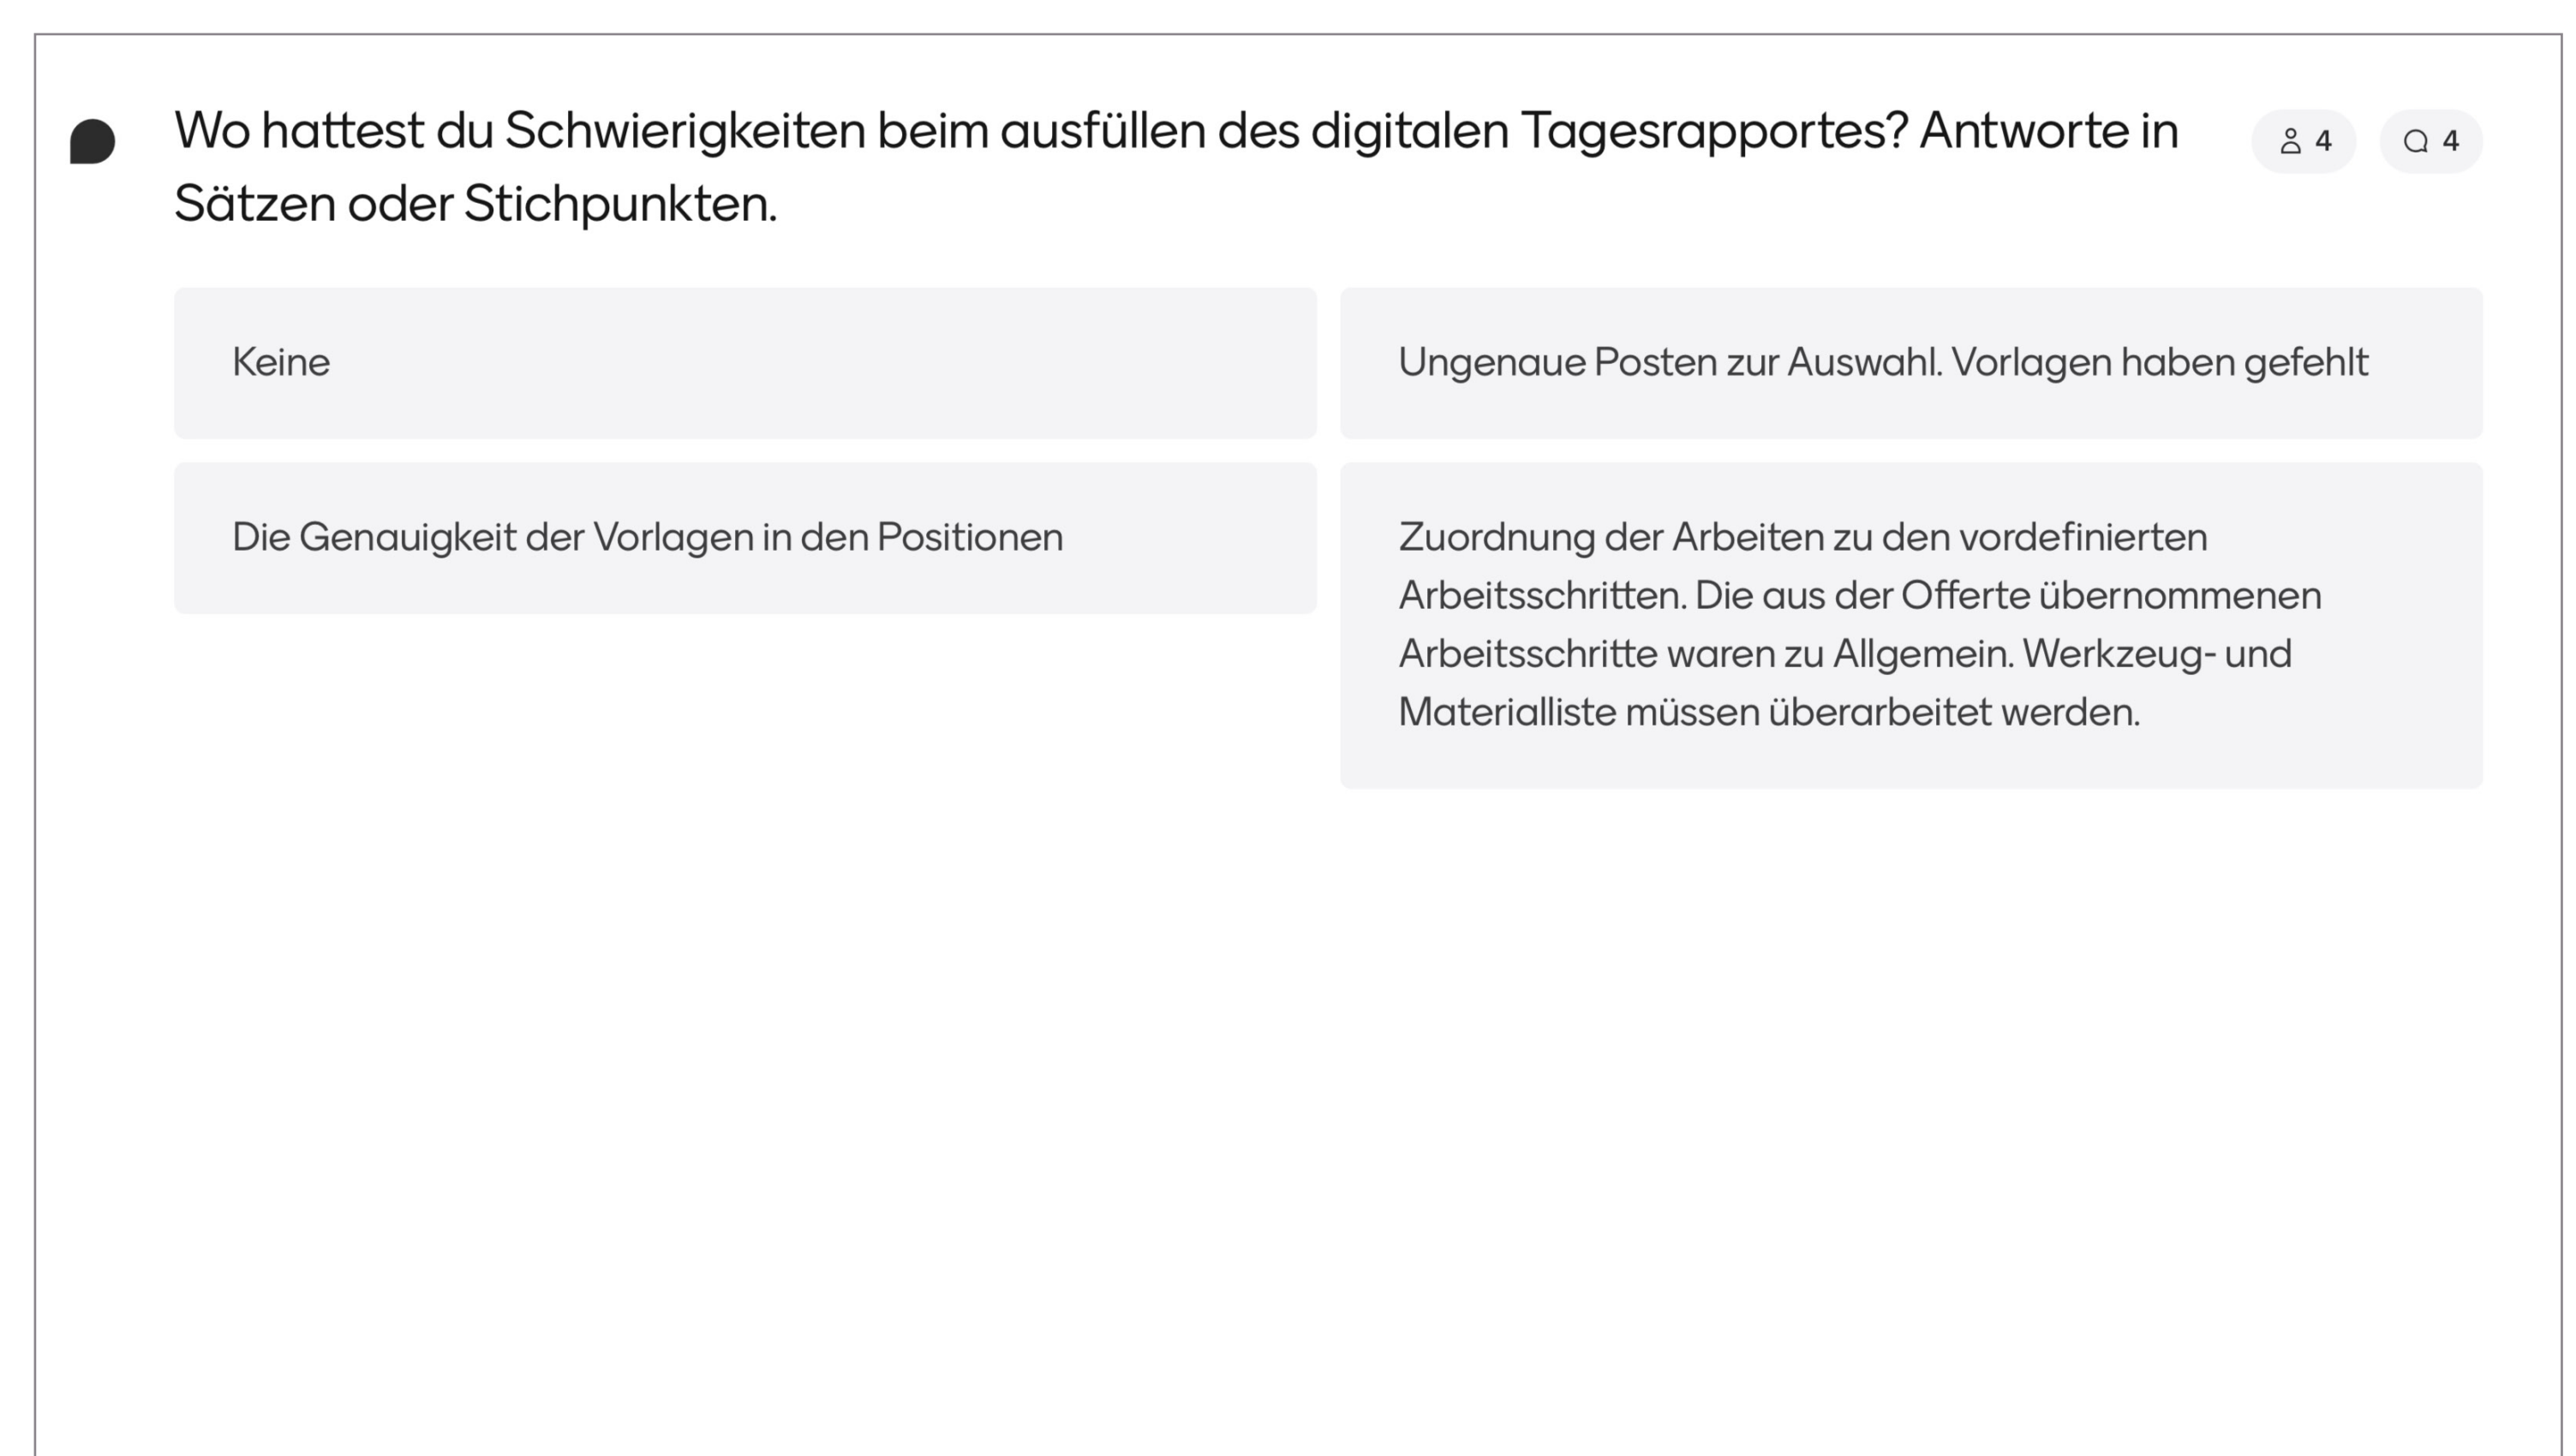 Wo hattest du Schwierigkeiten beim ausfüllen des digitalen Tagesrapportes? Antworte in
Sätzen oder Stichpunkten.
4
4
Keine
Ungenaue Posten zur Auswahl. Vorlagen haben gefehlt
Die Genauigkeit der Vorlagen in den Positionen
Zuordnung der Arbeiten zu den vordefinierten
Arbeitsschritten. Die aus der Offerte übernommenen
Arbeitsschritte waren zu Allgemein. Werkzeug- und
Materialliste müssen überarbeitet werden.